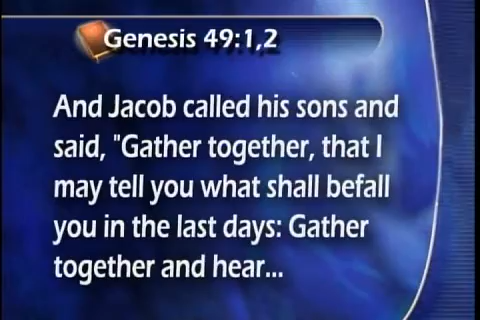 Genesis 49:1,2
And Jacob called his sons and
said, "Gather together, that I
may tell you what shall befall
you in the last days: Gather
together and hear...